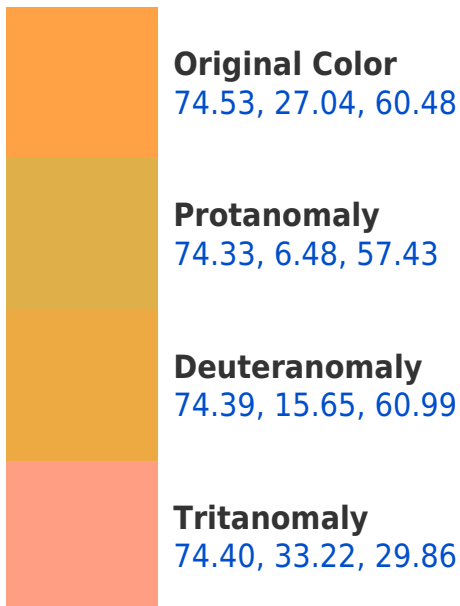 Original Color
74.53, 27.04, 60.48
Protanomaly
74.33, 6.48, 57.43
Deuteranomaly
74.39, 15.65, 60.99
Tritanomaly
74.40, 33.22, 29.86